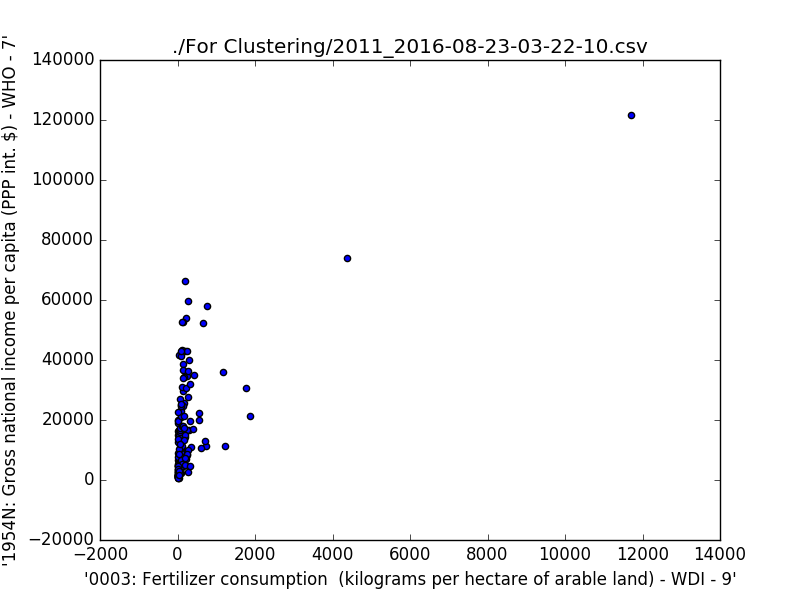 ./For Clustering/2011_2016-08-23-03-22-10.csv
'1954N: Gross national income per capita (PPP int. $) - WHO - 7'
140000
120000
100000
80000
60000
40000
20000
0
−20000
−2000 0 2000 4000 6000 8000 10000 12000 14000
'0003: Fertilizer consumption  (kilograms per hectare of arable land) - WDI - 9'